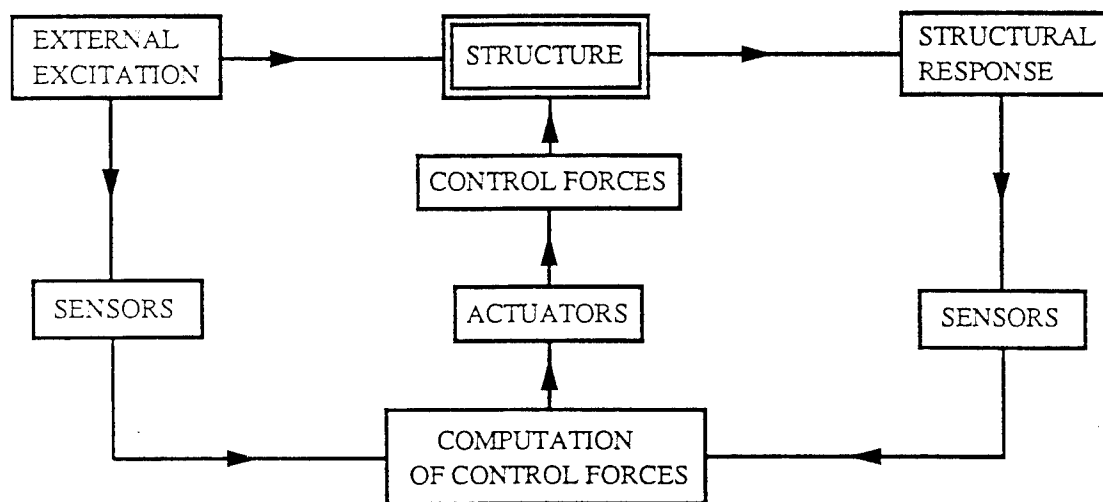 EXTERNAL
EXCITATION
STRUCTURE
STRUCTURAL
RESPONSE
CONTROL FORCES
SENSORS
ACTUATORS
SENSORS
COMPUTATION
OF CONTROL FORCES